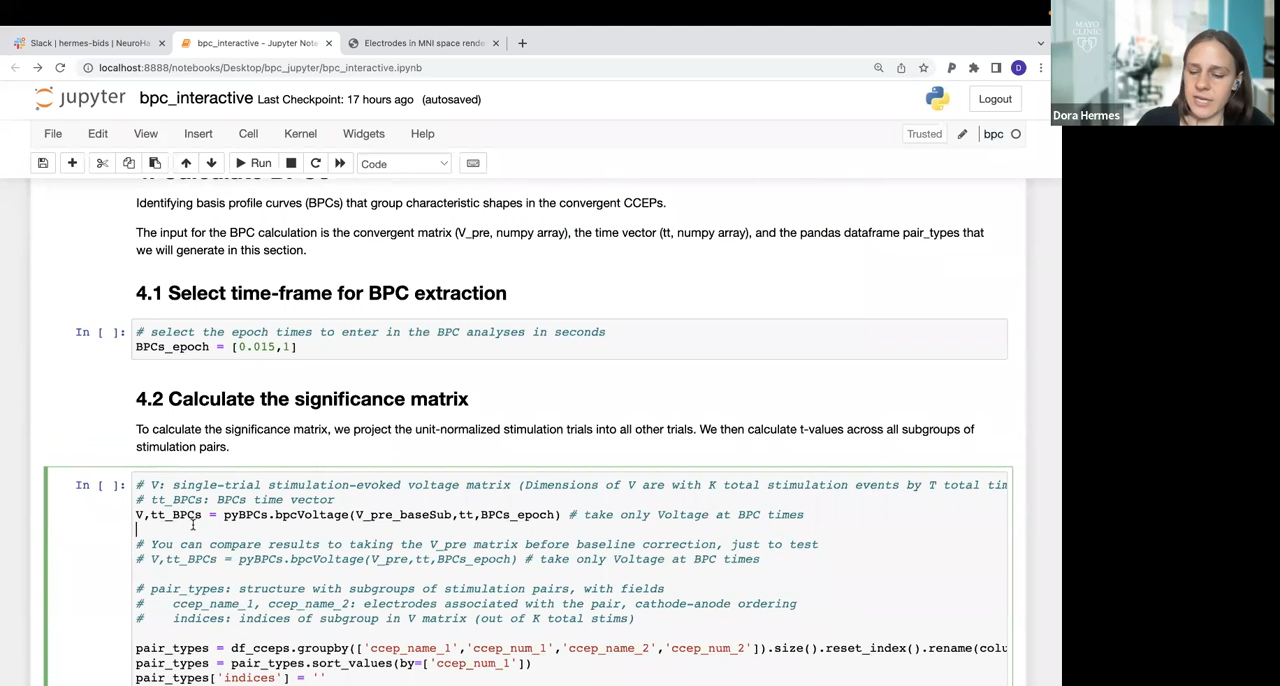 Slack | hermes-bids | NeuroHa
bpc_interactive - Jupyter Note
Electrodes in MNI space rende
localhost:8888/notebooks/Desktop/bpc_jupyter/bpc_interactive.ipynb
D
MAYO
CLINIC
Dora Hermes
jupyter bpc_interactive Last Checkpoint: 17 hours ago (autosaved)
Logout
File Edit View Insert Cell Kernel Widgets Help
Trusted
bpc
Run
Code
Identifying basis profile curves (BPCs) that group characteristic shapes in the convergent CCEPs.
The input for the BPC calculation is the convergent matrix (V_pre, numpy array), the time vector (tt, numpy array), and the pandas dataframe pair_types that
we will generate in this section.
4.1 Select time-frame for BPC extraction
In [ ]: # select the epoch times to enter in the BPC analyses in seconds
BPCs_epoch = [0.015,1]
4.2 Calculate the significance matrix
To calculate the significance matrix, we project the unit-normalized stimulation trials into all other trials. We then calculate t-values across all subgroups of
stimulation pairs.
In [ ]: # V: single-trial stimulation-evoked voltage matrix (Dimensions of V are with K total stimulation events by T total tim
# tt_BPCs: BPCs time vector
V,tt_BPCs = pyBPCs.bpcVoltage(V_pre_baseSub,tt,BPCs_epoch) # take only Voltage at BPC times
# You can compare results to taking the V_pre matrix before baseline correction, just to test
# V,tt_BPCs = pyBPCs.bpcVoltage(V_pre,tt,BPCs_epoch) # take only Voltage at BPC times
# pair_types: structure with subgroups of stimulation pairs, with fields
# ccep_name_1, ccep_name_2: electrodes associated with the pair, cathode-anode ordering
# indices: indices of subgroup in V matrix (out of K total stims)
pair_types = df_cceps.groupby(['ccep_name_1','ccep_num_1','ccep_name_2','ccep_num_2']).size().reset_index().rename(colu
pair_types = pair_types.sort_values(by=['ccep_num_1'])
pair_types['indices'] = ''